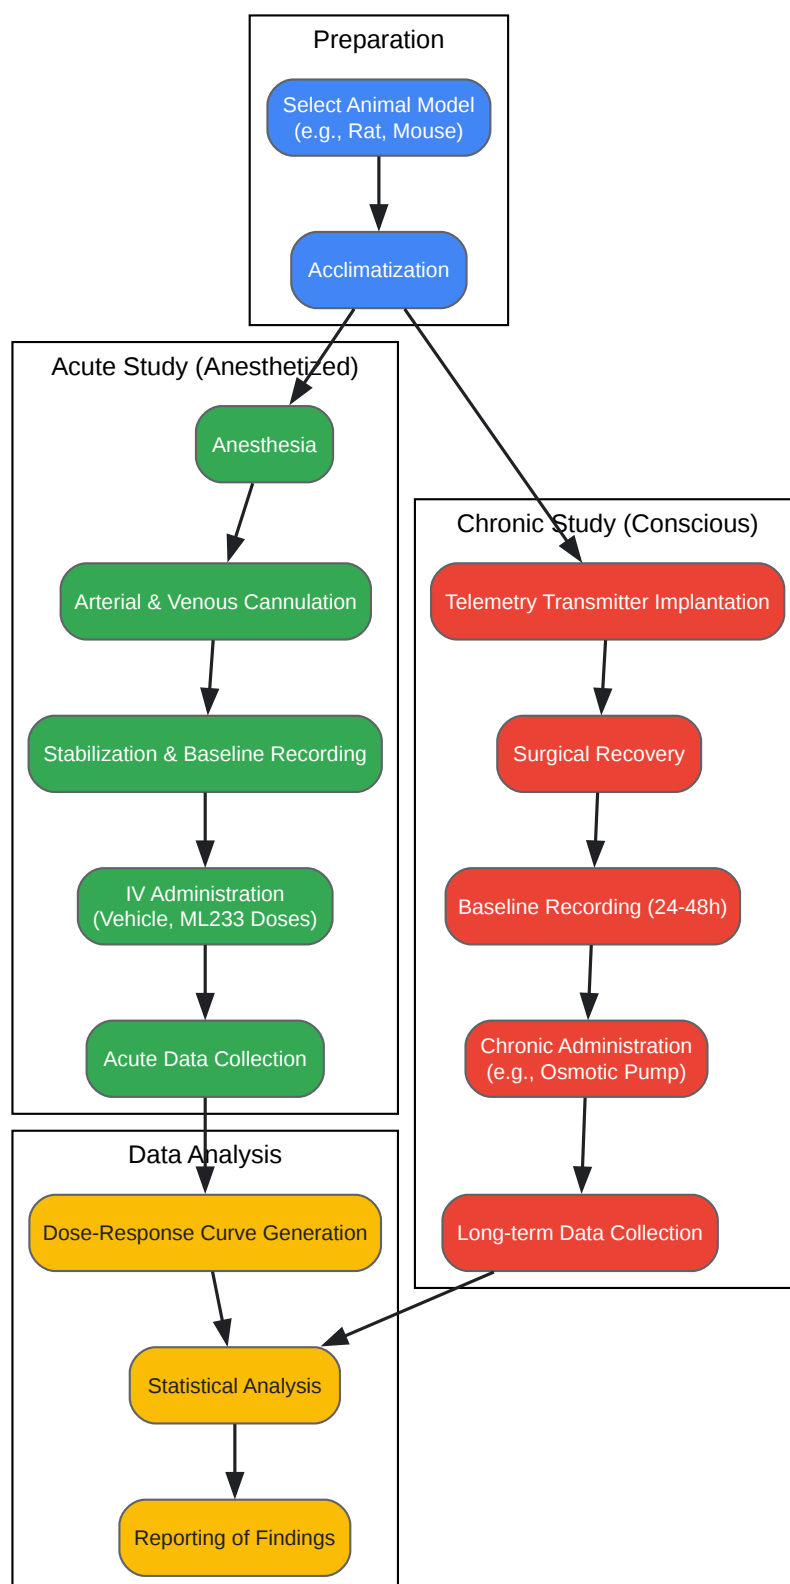 Preparation
Select Animal Model
(e.g., Rat, Mouse)
Acclimatization
Acute Study (Anesthetized)
Anesthesia
Arterial & Venous Cannulation
Stabilization & Baseline Recording
IV Administration
(Vehicle, ML233 Doses)
Acute Data Collection
Chronic Study (Conscious)
Telemetry Transmitter Implantation
Surgical Recovery
Baseline Recording (24-48h)
Chronic Administration
(e.g., Osmotic Pump)
Long-term Data Collection
Data Analysis
Dose-Response Curve Generation
Statistical Analysis
Reporting of Findings